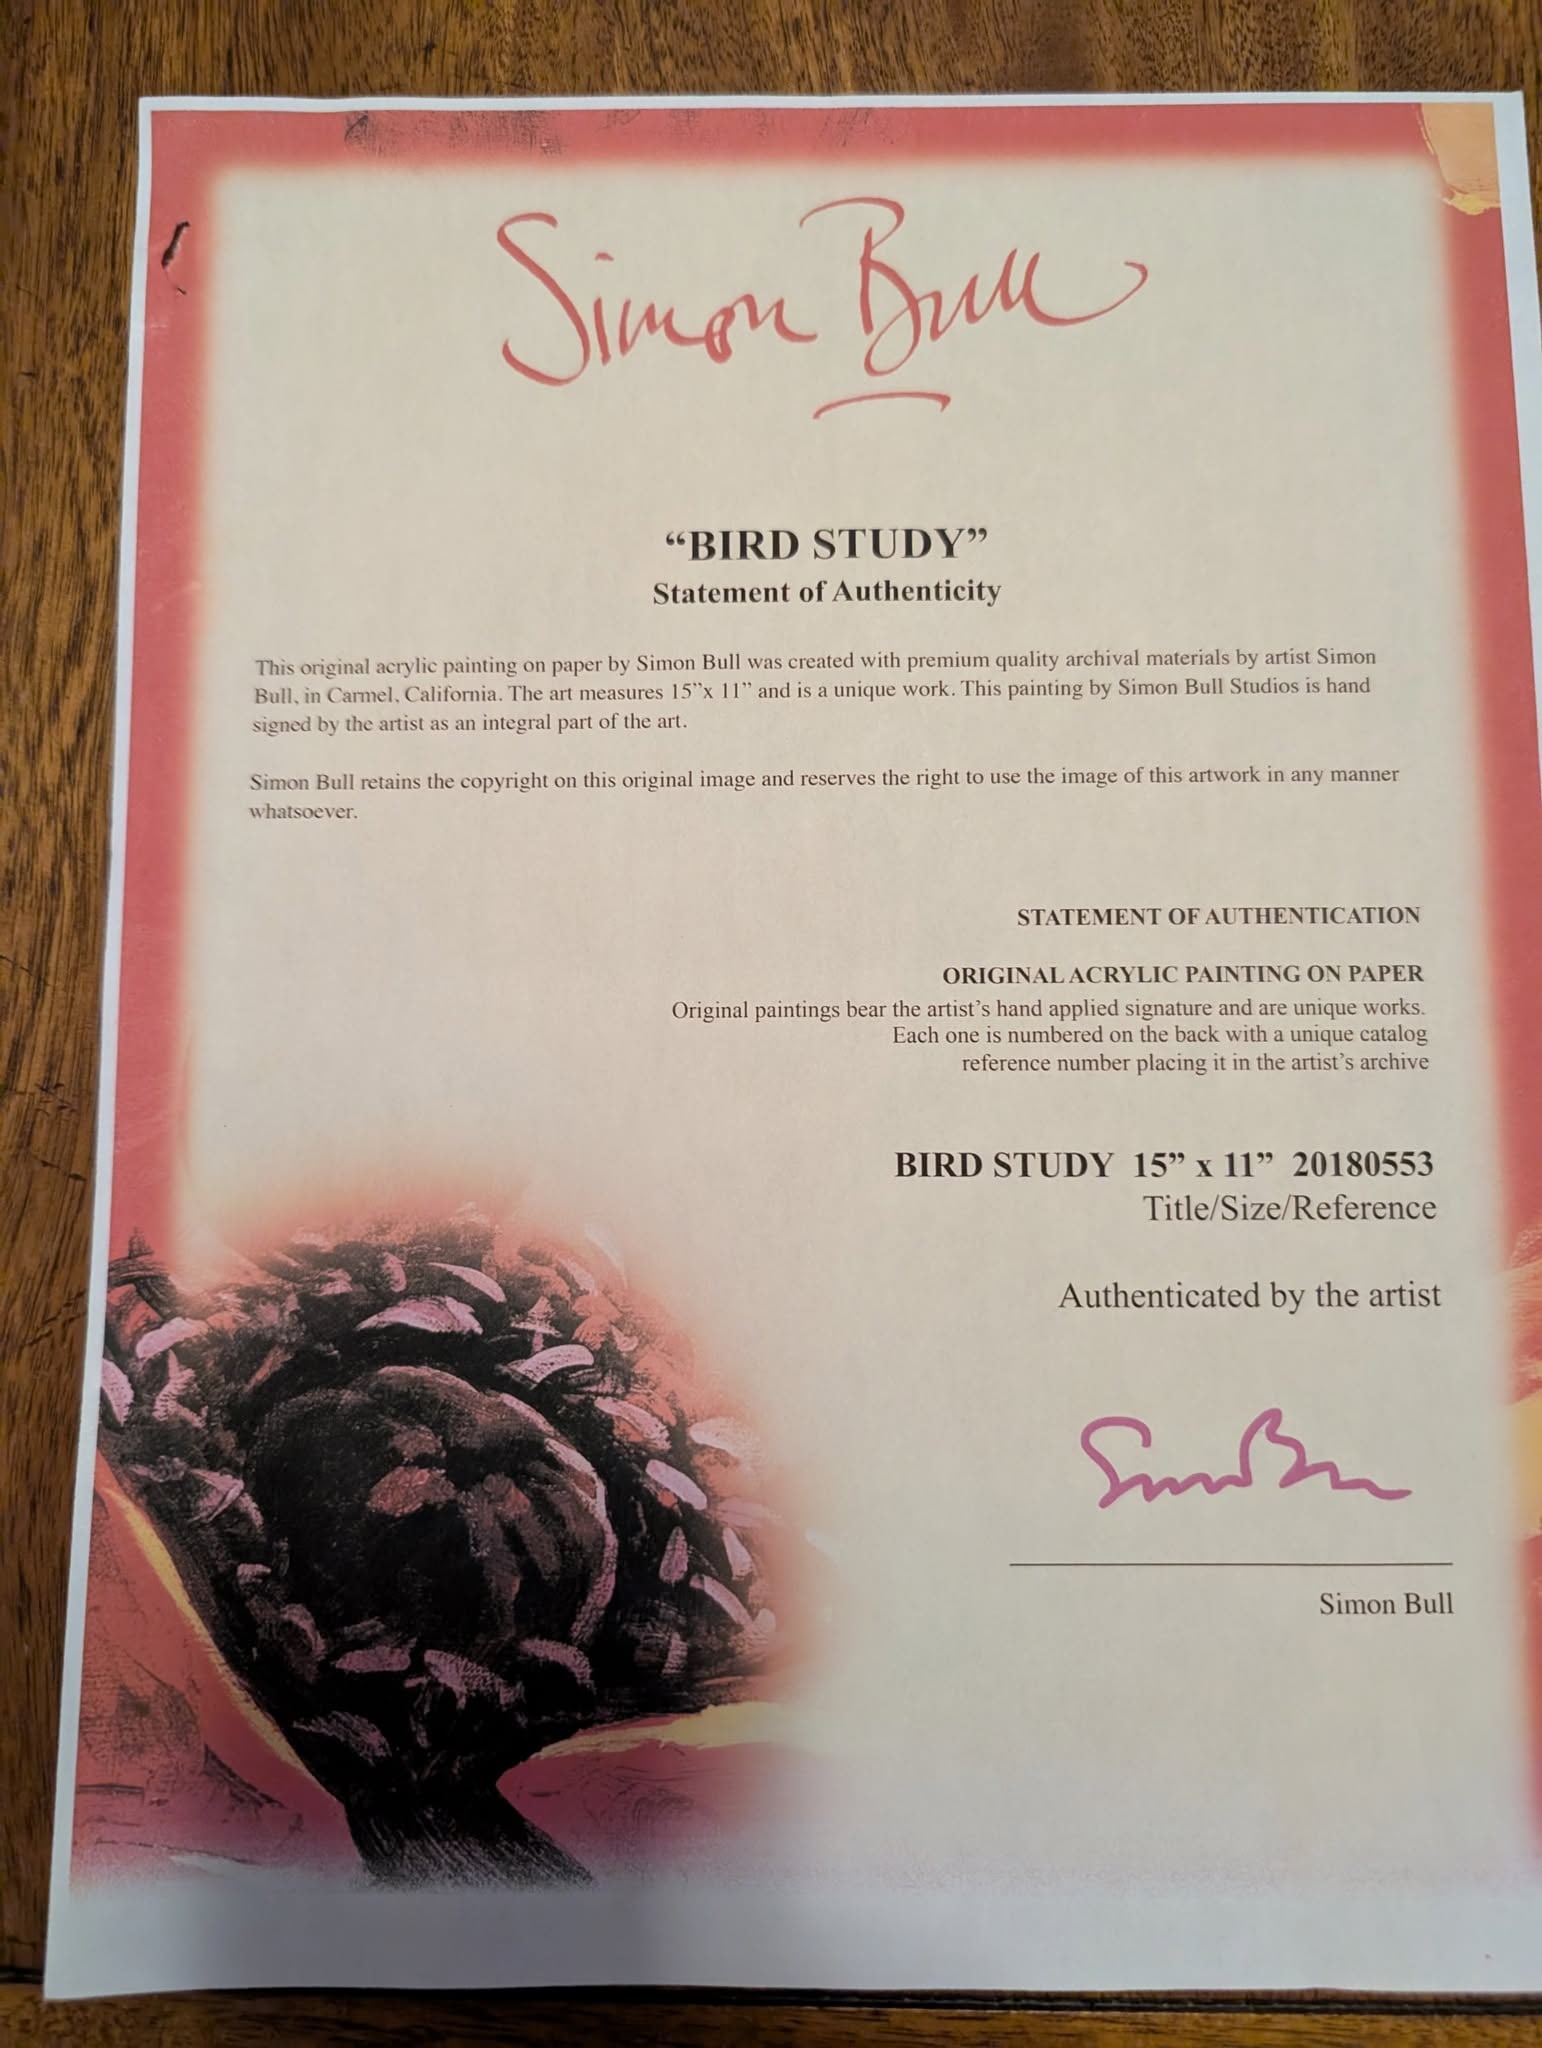 Simon Bull
“BIRD STUDY”
Statement of Authenticity
This original acrylic painting on paper by Simon Bull was created with premium quality archival materials by artist Simon
Bull, in Carmel, California. The art measures 15”x 11” and is a unique work. This painting by Simon Bull Studios is hand
signed by the artist as an integral part of the art.
Simon Bull retains the copyright on this original image and reserves the right to use the image of this artwork in any manner
whatsoever.
STATEMENT OF AUTHENTICATION
ORIGINAL ACRYLIC PAINTING ON PAPER
Original paintings bear the artist’s hand applied signature and are unique works.
Each one is numbered on the back with a unique catalog
reference number placing it in the artist’s archive
BIRD STUDY 15” x 11” 20180553
Title/Size/Reference
Authenticated by the artist
Simon Bull
Simon Bull